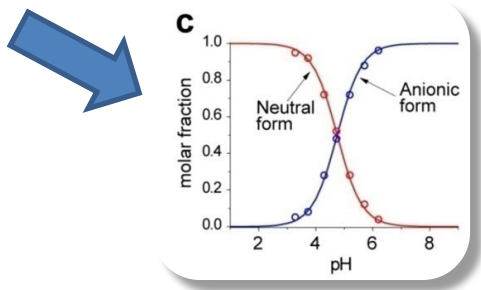 C
1.0
0.8
0.6
0.4
0.2
0.0
molar fraction
Neutral
form
Anionic
form
2 4 6 8
pH